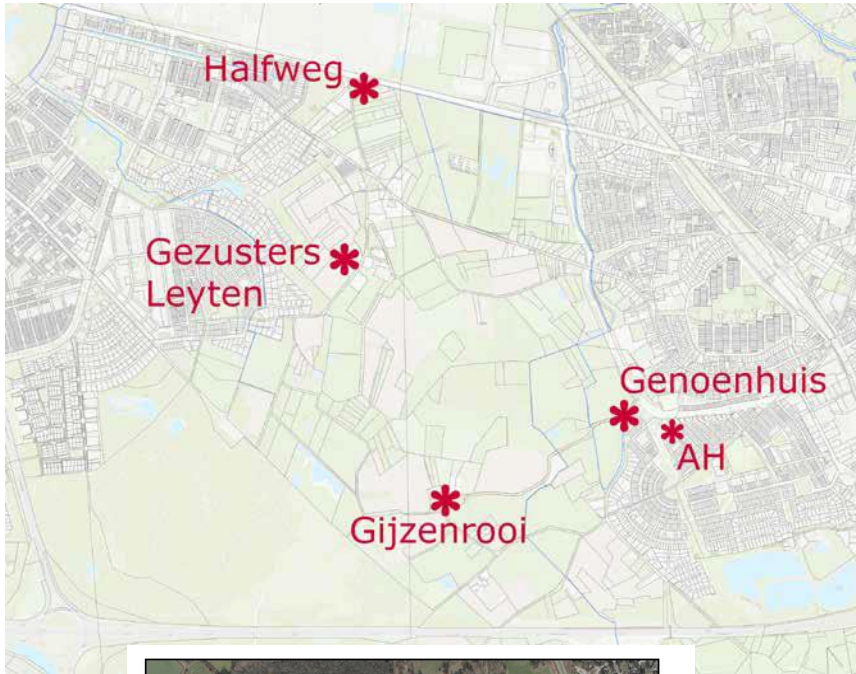 Halfweg
Gezusters
Leyten
Genoenhuis
AH
Gijzenrooi